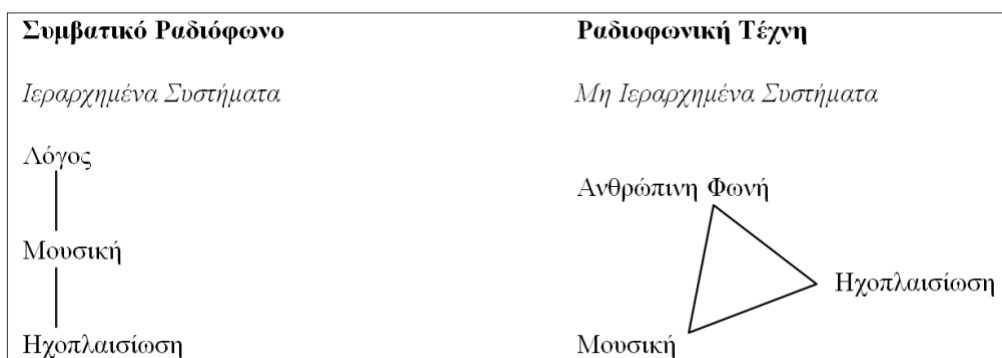 Συμβατικό Ραδιόφωνο
Ιεραρχημένα Συστήματα
Λόγος
Μουσική
Ηχοπλαισίωση
Ραδιοφωνική Τέχνη
Μη Ιεραρχημένα Συστήματα
Ανθρώπινη Φωνή
Ηχοπλαισίωση
Μουσική